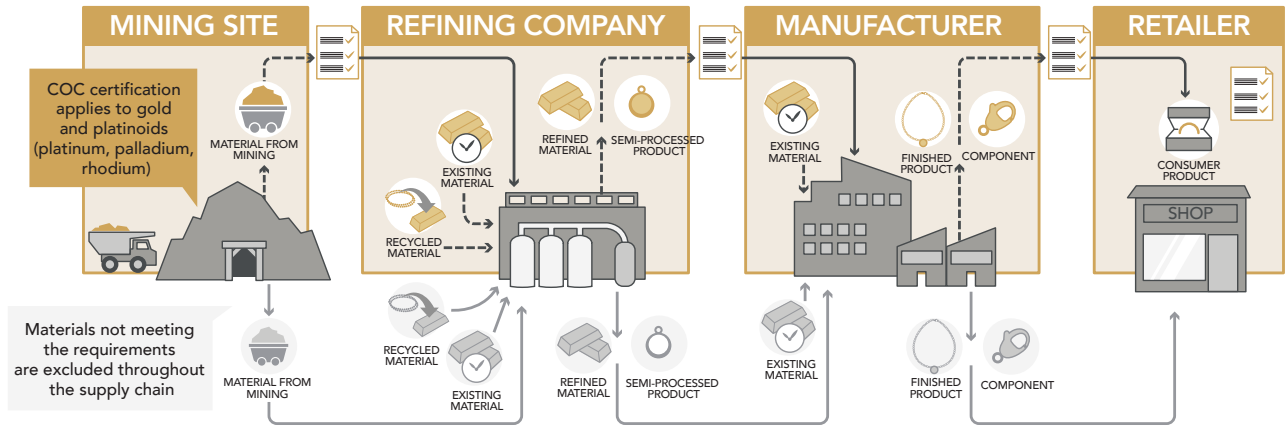 MINING SITE
REFINING COMPANY
MANUFACTURER
RETAILER
COC certification
applies to gold
and platinoids
(platinum, palladium,
rhodium)
MATERIAL FROM
MINING
EXISTING
MATERIAL
RECYCLED
MATERIAL
REFINED
MATERIAL
SEMI-PROCESSED
PRODUCT
EXISTING
MATERIAL
FINISHED
PRODUCT
COMPONENT
CONSUMER
PRODUCT
SHOP
Materials not meeting
the requirements
are excluded throughout
the supply chain
MATERIAL FROM
MINING
RECYCLED
MATERIAL
EXISTING
MATERIAL
REFINED
MATERIAL
SEMI-PROCESSED
PRODUCT
EXISTING
MATERIAL
FINISHED
PRODUCT
COMPONENT